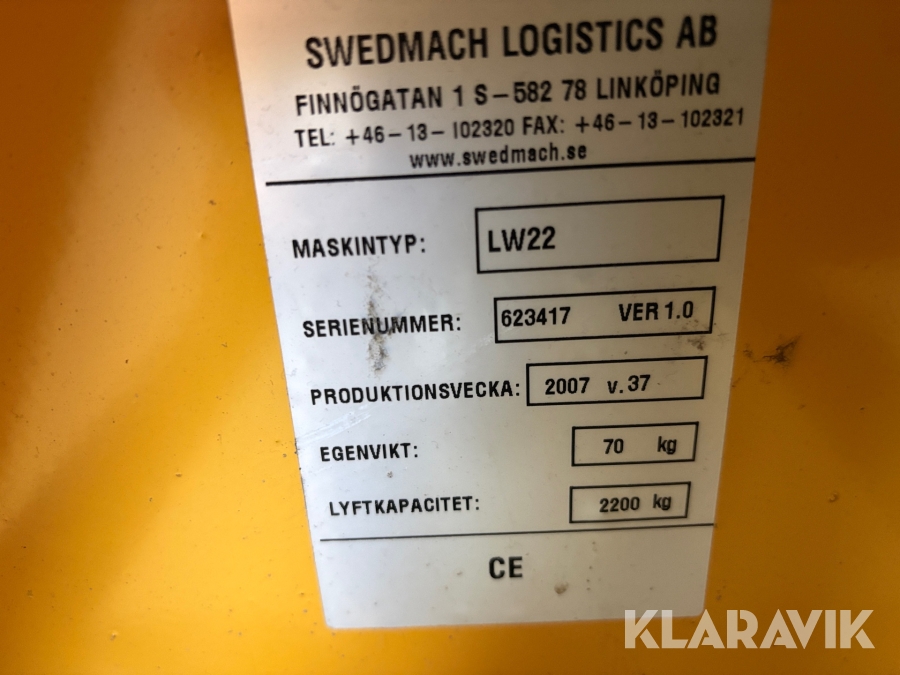 SWEDMACH LOGISTICS AB
FINNÖGATAN 1 S-582 78 LINKÖPING
TEL: +46-13-102320 FAX: +46-13-102321
www.swedmach.se
MASKINTYP: LW22
SERIENUMMER: 623417 VER 1.0
PRODUKTIONSVECKA: 2007 v.37
EGENVIKT: 70 kg
LYFTKAPACITET: 2200 kg
CE
KLARAVIK